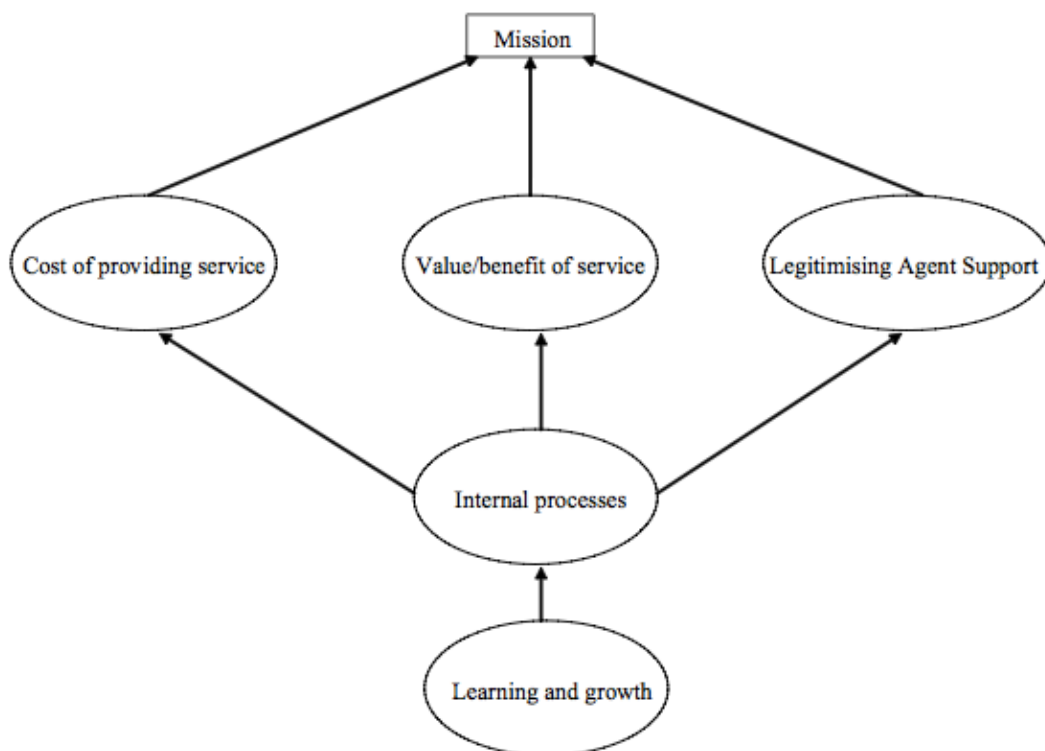 Mission
Cost of providing service
Value/benefit of service
Legitimising Agent Support
Internal processes
Learning and growth